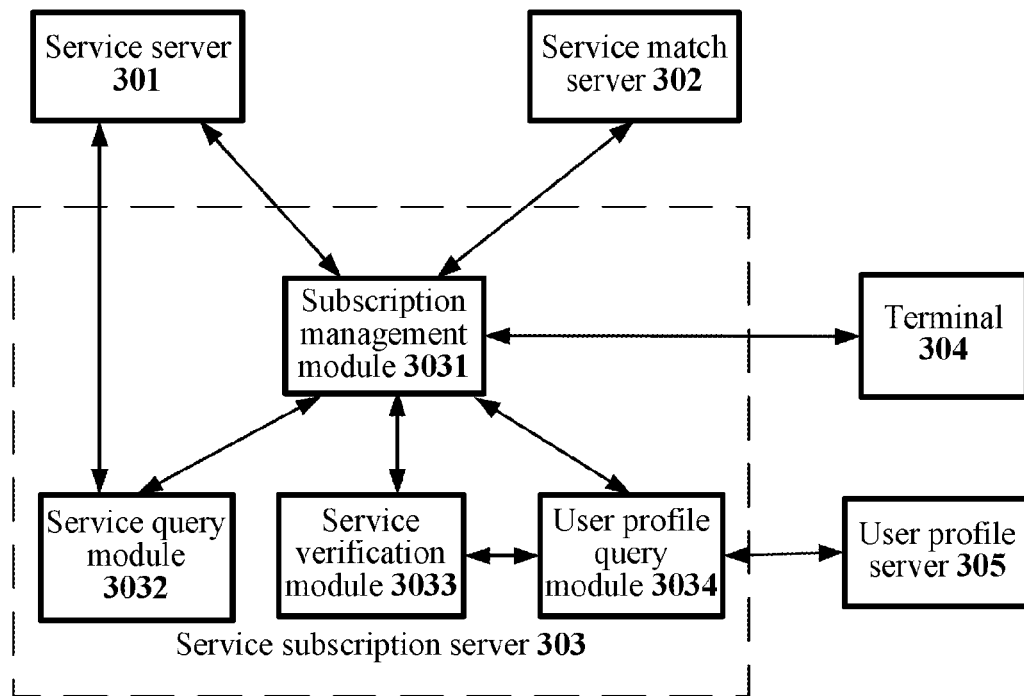 Service server
301
Service match
server 302
Subscription
management
module 3031
Terminal
304
Service query
module
3032
Service
verification
module 3033
User profile
query
module 3034
User profile
server 305
Service subscription server 303